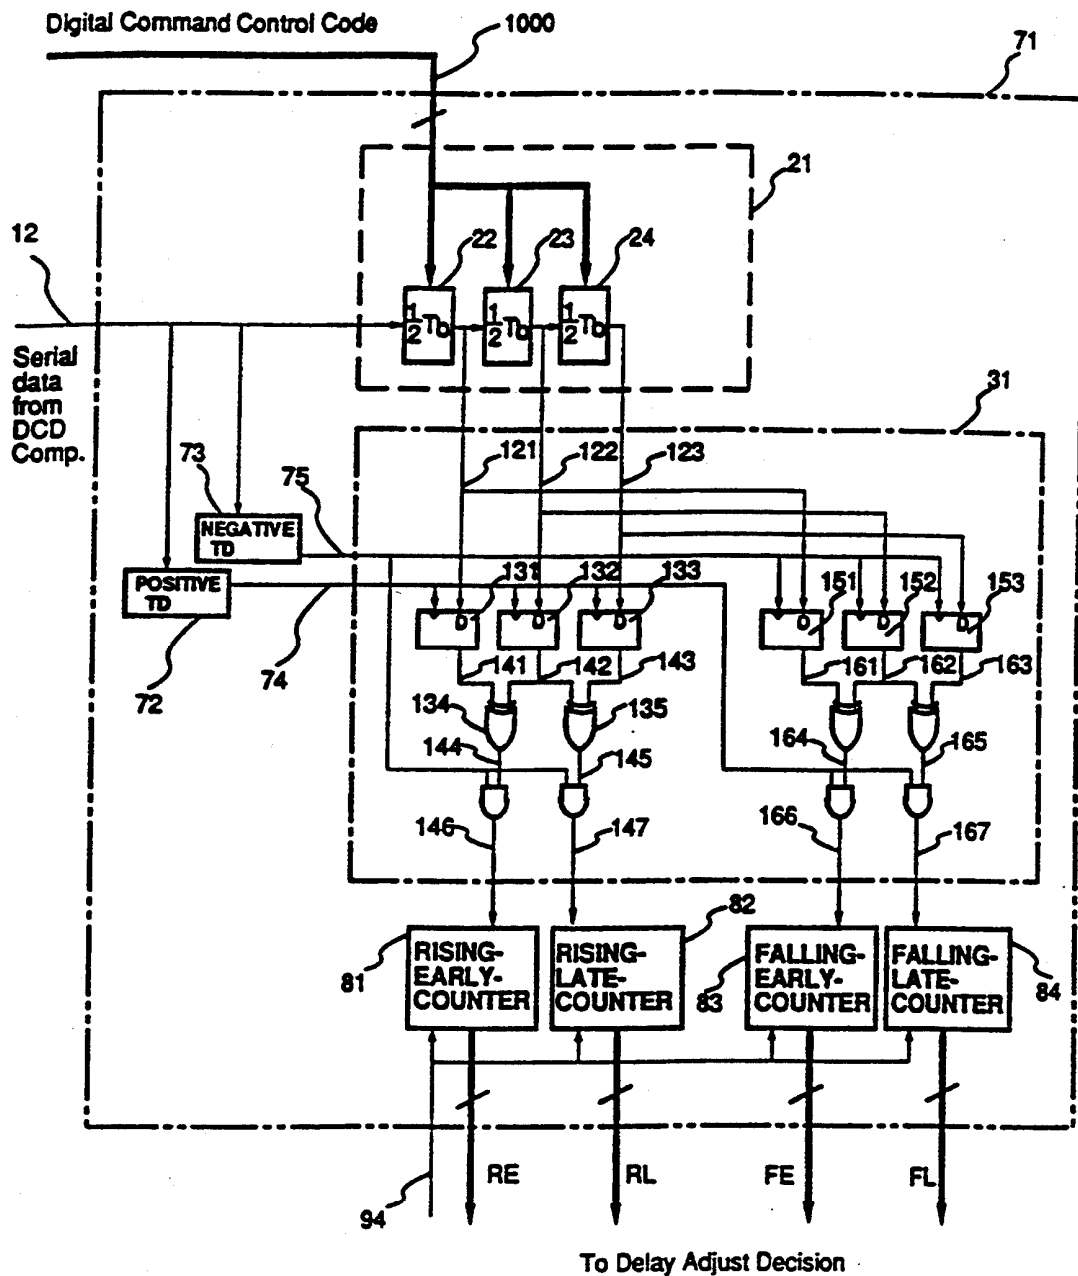 Digital Command Control Code
1000
71
21
12
22
23
24
1/2 TD
1/2 TD
1/2 TD
Serial
data
from
DCD
Comp.
31
73
75
121
122
123
NEGATIVE
TD
POSITIVE
TD
131
132
133
151
152
153
D
D
D
D
D
D
72
74
141
142
143
161
162
163
134
135
144
145
164
165
146
147
166
167
82
RISING-
EARLY-
COUNTER
RISING-
LATE-
COUNTER
FALLING-
EARLY-
COUNTER
FALLING-
LATE-
COUNTER
81
83
84
RE
RL
FE
FL
94
To Delay Adjust Decision